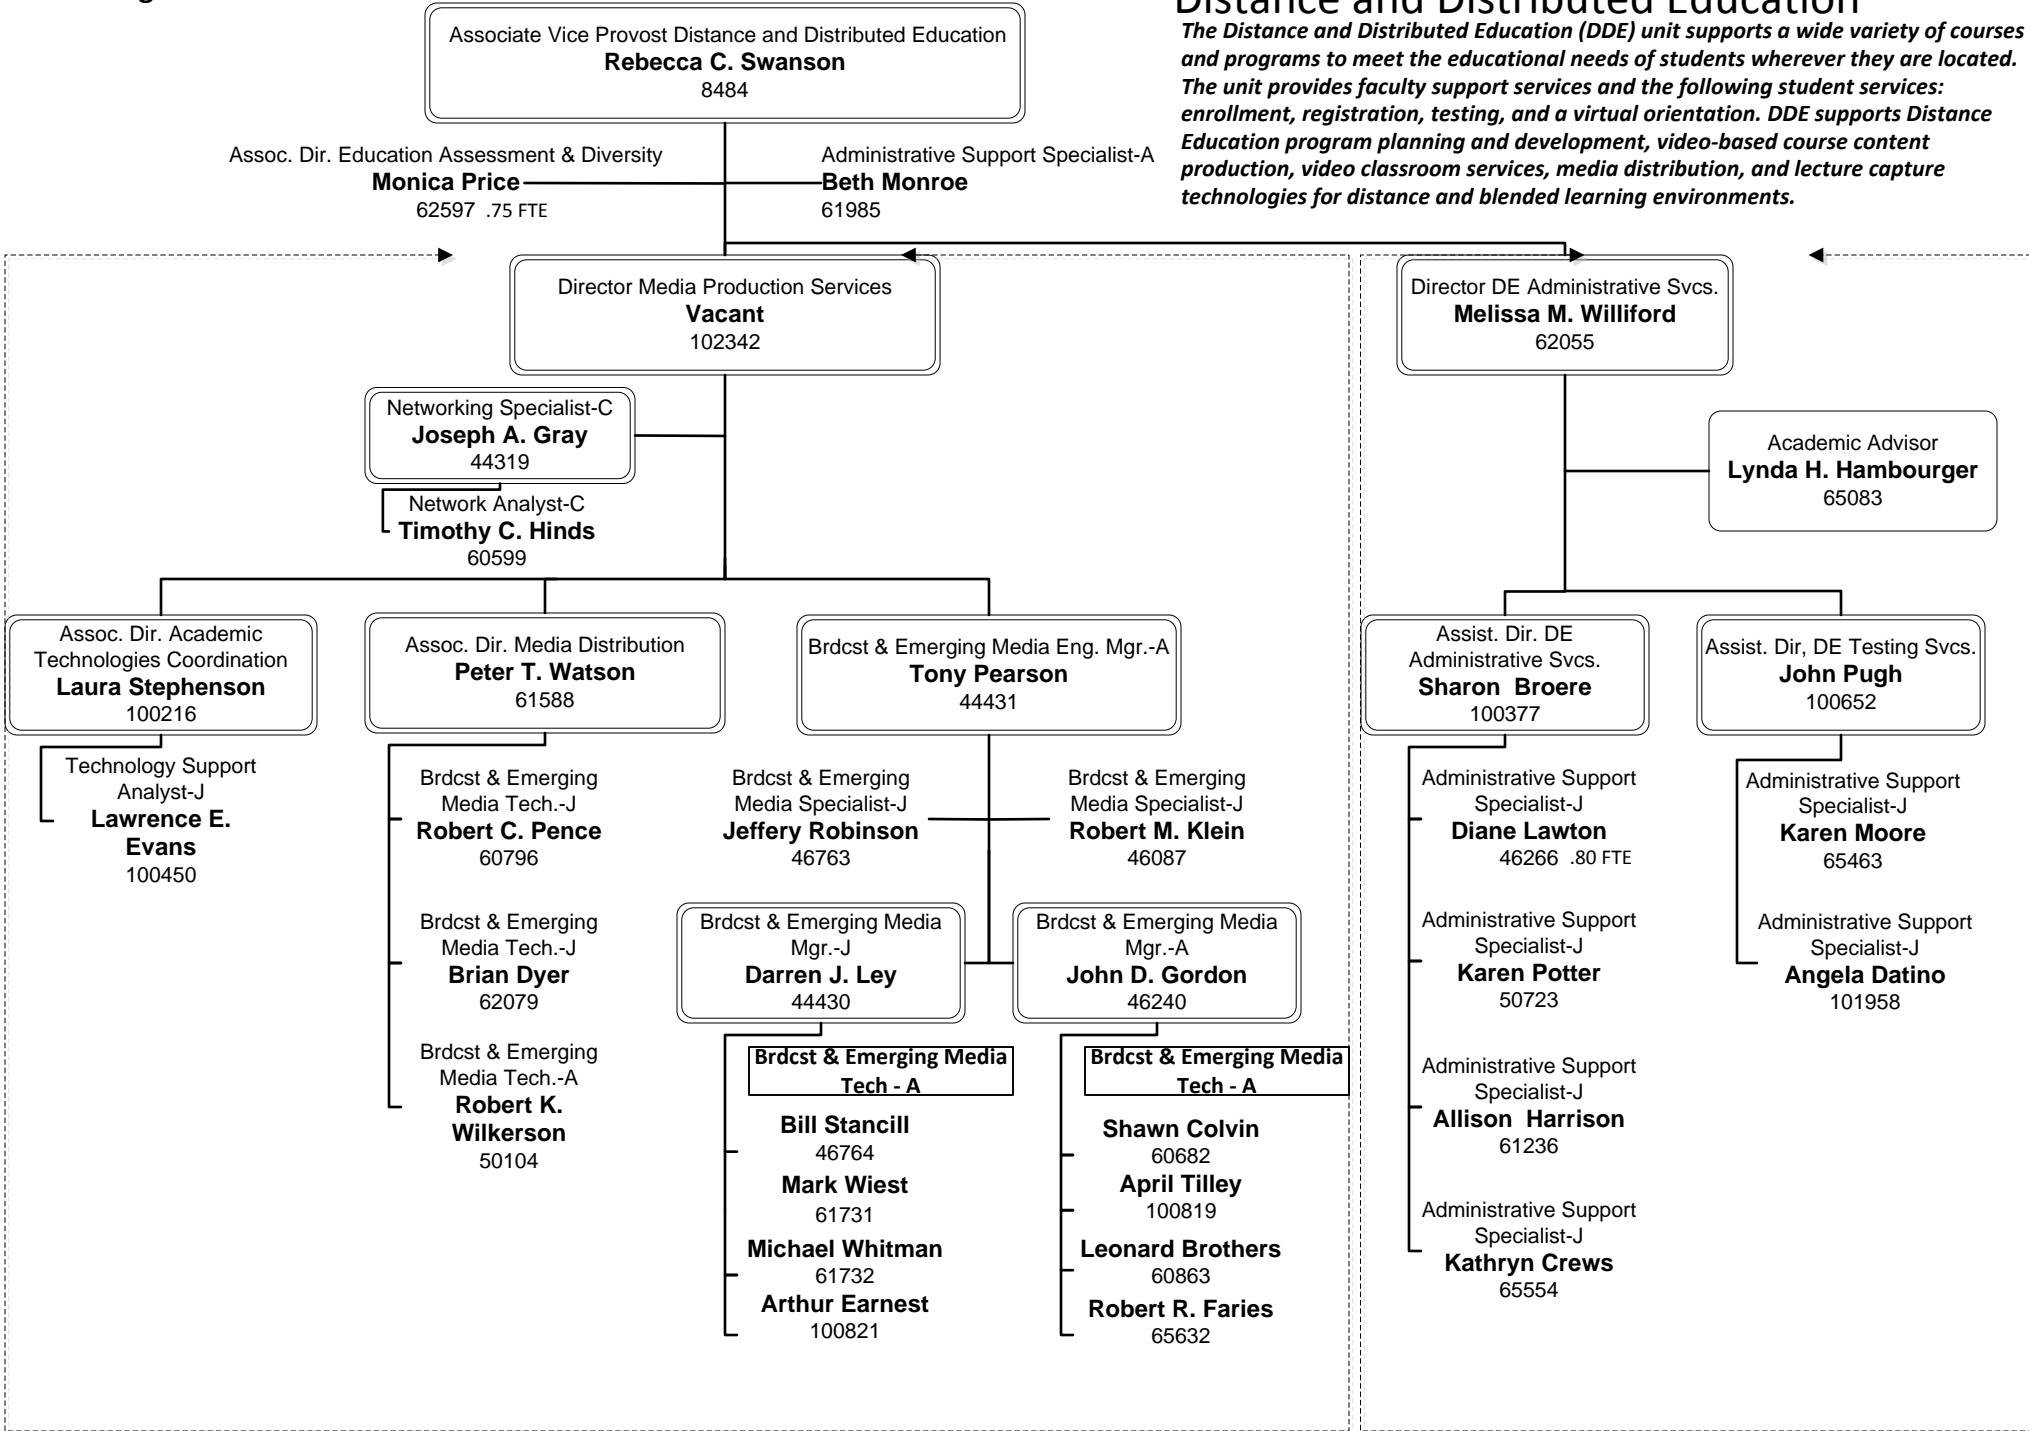 Distance and Distributed Education
The Distance and Distributed Education (DDE) unit supports a wide variety of courses
and programs to meet the educational needs of students wherever they are located.
The unit provides faculty support services and the following student services:
enrollment, registration, testing, and a virtual orientation. DDE supports Distance
Education program planning and development, video-based course content
production, video classroom services, media distribution, and lecture capture
technologies for distance and blended learning environments.
Associate Vice Provost Distance and Distributed Education
Rebecca C. Swanson
8484
Assoc. Dir. Education Assessment & Diversity
Monica Price
62597 .75 FTE
Administrative Support Specialist-A
Beth Monroe
61985
Director Media Production Services
Vacant
102342
Director DE Administrative Svcs.
Melissa M. Williford
62055
Networking Specialist-C
Joseph A. Gray
44319
Network Analyst-C
Timothy C. Hinds
60599
Academic Advisor
Lynda H. Hambourger
65083
Assoc. Dir. Academic
Technologies Coordination
Laura Stephenson
100216
Technology Support
Analyst-J
Lawrence E.
Evans
100450
Assoc. Dir. Media Distribution
Peter T. Watson
61588
Brdcst & Emerging
Media Tech.-J
Robert C. Pence
60796
Brdcst & Emerging
Media Tech.-J
Brian Dyer
62079
Brdcst & Emerging
Media Tech.-A
Robert K.
Wilkerson
50104
Brdcst & Emerging Media Eng. Mgr.-A
Tony Pearson
44431
Brdcst & Emerging
Media Specialist-J
Jeffery Robinson
46763
Brdcst & Emerging
Media Specialist-J
Robert M. Klein
46087
Brdcst & Emerging Media
Mgr.-J
Darren J. Ley
44430
Brdcst & Emerging Media
Tech - A
Bill Stancill
46764
Mark Wiest
61731
Michael Whitman
61732
Arthur Earnest
100821
Brdcst & Emerging Media
Mgr.-A
John D. Gordon
46240
Brdcst & Emerging Media
Tech - A
Shawn Colvin
60682
April Tilley
100819
Leonard Brothers
60863
Robert R. Faries
65632
Assist. Dir. DE
Administrative Svcs.
Sharon Broere
100377
Administrative Support
Specialist-J
Diane Lawton
46266 .80 FTE
Administrative Support
Specialist-J
Karen Potter
50723
Administrative Support
Specialist-J
Allison Harrison
61236
Administrative Support
Specialist-J
Kathryn Crews
65554
Assist. Dir, DE Testing Svcs.
John Pugh
100652
Administrative Support
Specialist-J
Karen Moore
65463
Administrative Support
Specialist-J
Angela Datino
101958